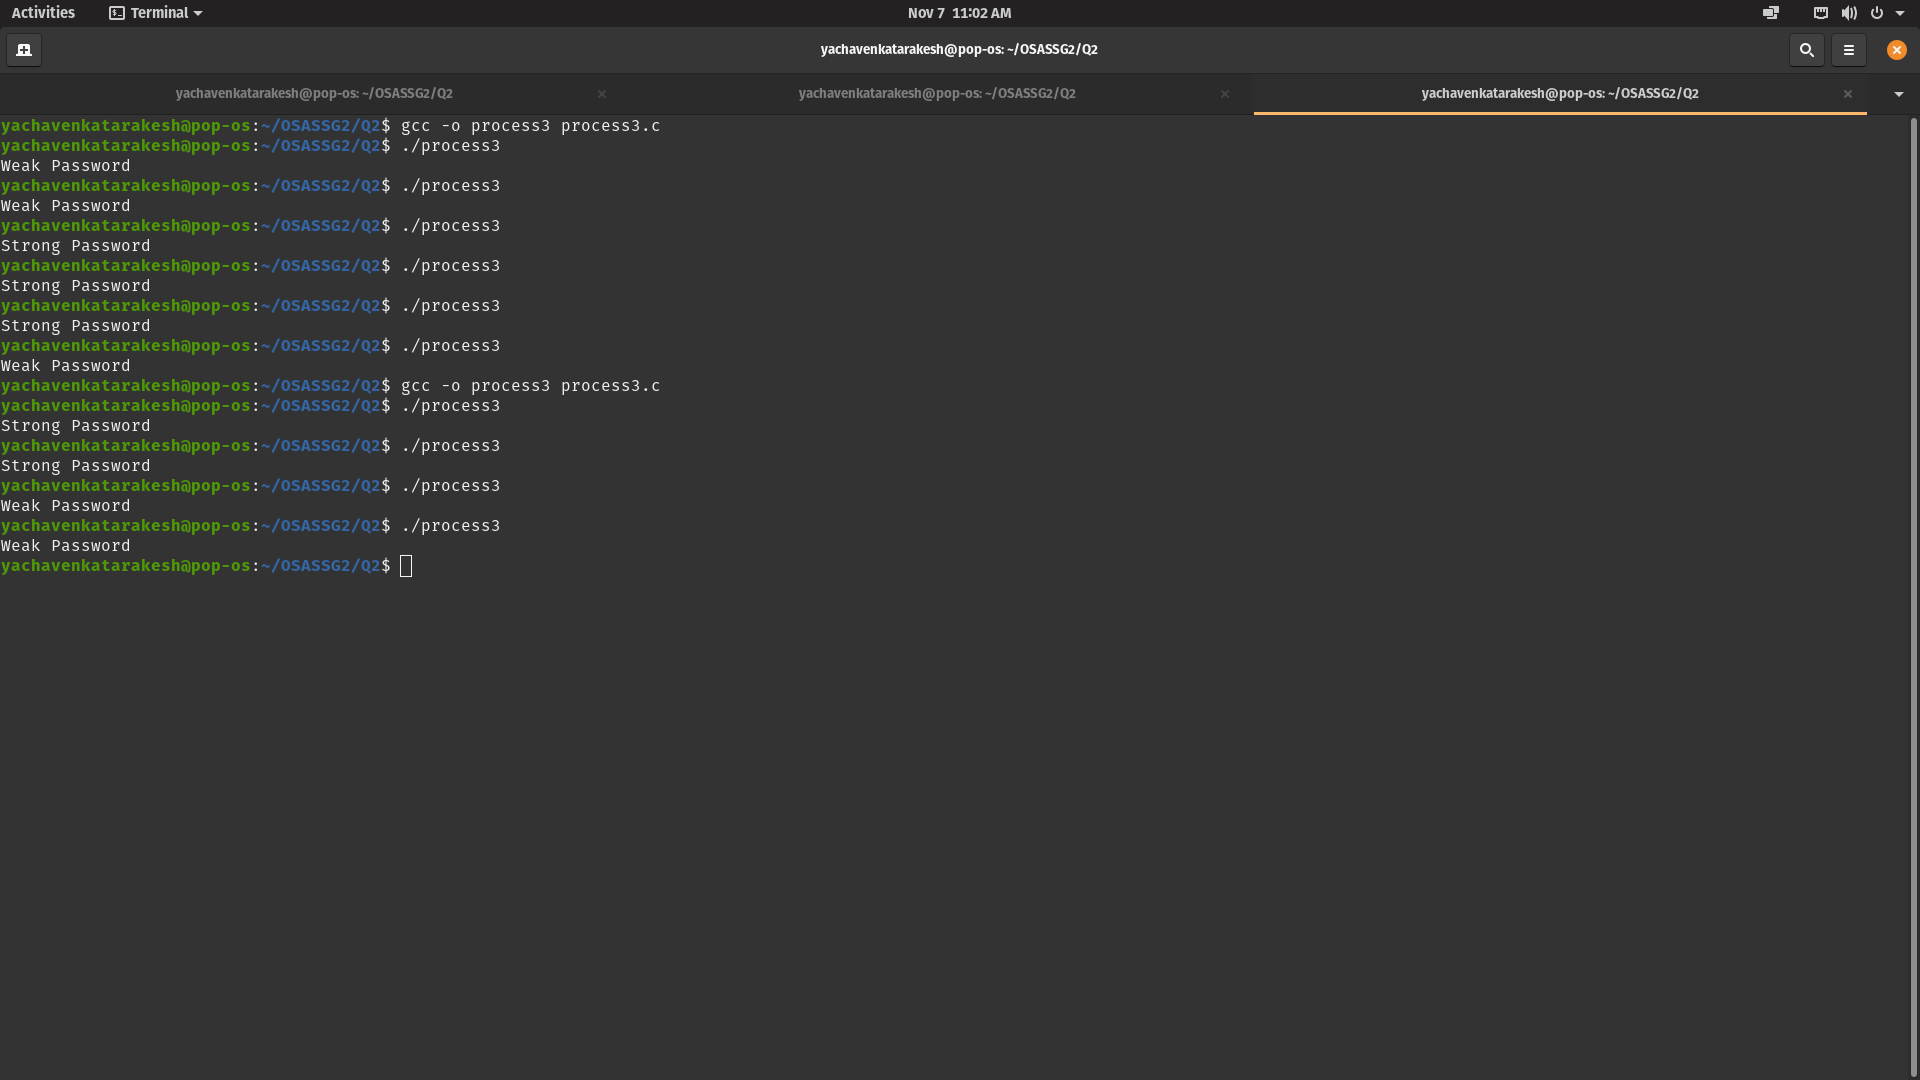 Activities Terminal Nov 7 11:02 AM
yachavenkatarakesh@pop-os: ~/OSASSG2/Q2
yachavenkatarakesh@pop-os: ~/OSASSG2/Q2 yachavenkatarakesh@pop-os: ~/OSASSG2/Q2 yachavenkatarakesh@pop-os: ~/OSASSG2/Q2
yachavenkatarakesh@pop-os:~/OSASSG2/Q2$ gcc -o process3 process3.c
yachavenkatarakesh@pop-os:~/OSASSG2/Q2$ ./process3
Weak Password
yachavenkatarakesh@pop-os:~/OSASSG2/Q2$ ./process3
Weak Password
yachavenkatarakesh@pop-os:~/OSASSG2/Q2$ ./process3
Strong Password
yachavenkatarakesh@pop-os:~/OSASSG2/Q2$ ./process3
Strong Password
yachavenkatarakesh@pop-os:~/OSASSG2/Q2$ ./process3
Strong Password
yachavenkatarakesh@pop-os:~/OSASSG2/Q2$ ./process3
Weak Password
yachavenkatarakesh@pop-os:~/OSASSG2/Q2$ gcc -o process3 process3.c
yachavenkatarakesh@pop-os:~/OSASSG2/Q2$ ./process3
Strong Password
yachavenkatarakesh@pop-os:~/OSASSG2/Q2$ ./process3
Strong Password
yachavenkatarakesh@pop-os:~/OSASSG2/Q2$ ./process3
Weak Password
yachavenkatarakesh@pop-os:~/OSASSG2/Q2$ ./process3
Weak Password
yachavenkatarakesh@pop-os:~/OSASSG2/Q2$